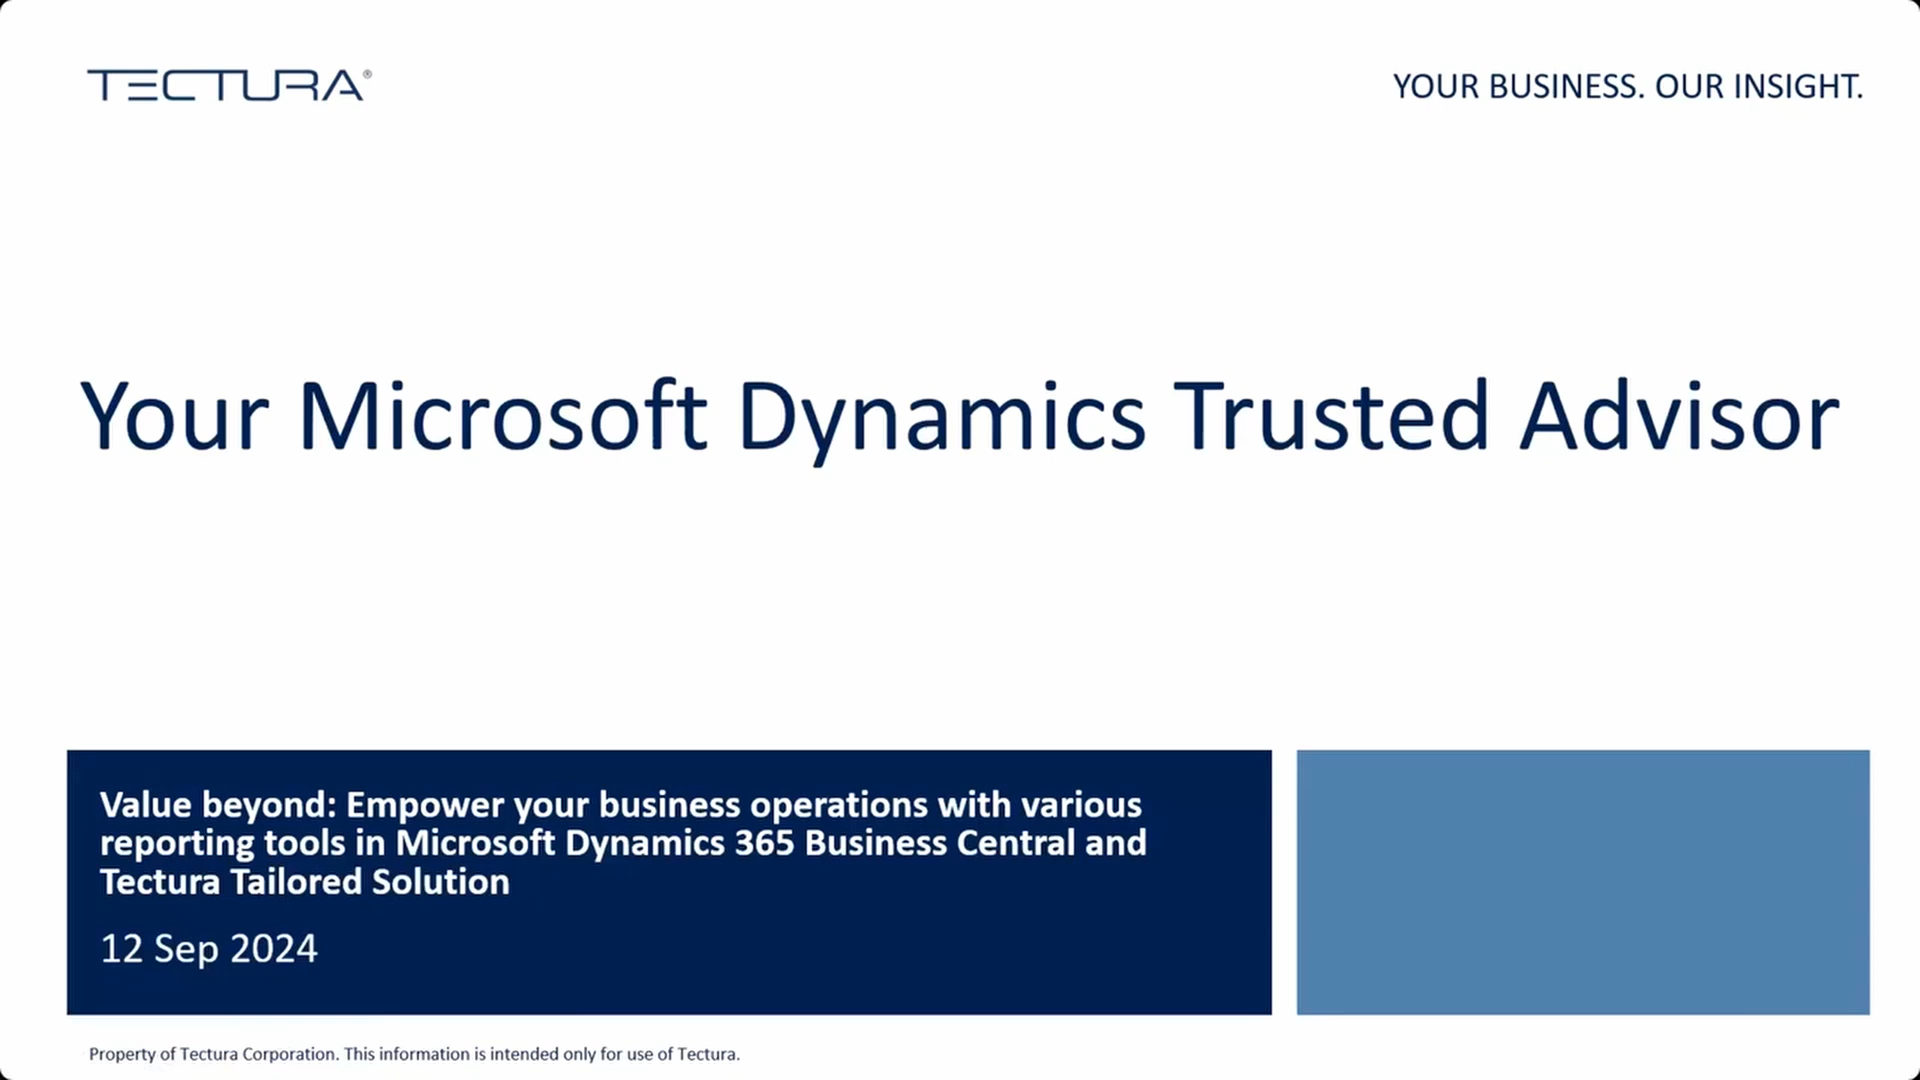 TECTURA®
YOUR BUSINESS. OUR INSIGHT.
Your Microsoft Dynamics Trusted Advisor
Value beyond: Empower your business operations with various
reporting tools in Microsoft Dynamics 365 Business Central and
Tectura Tailored Solution
12 Sep 2024
Property of Tectura Corporation. This information is intended only for use of Tectura.